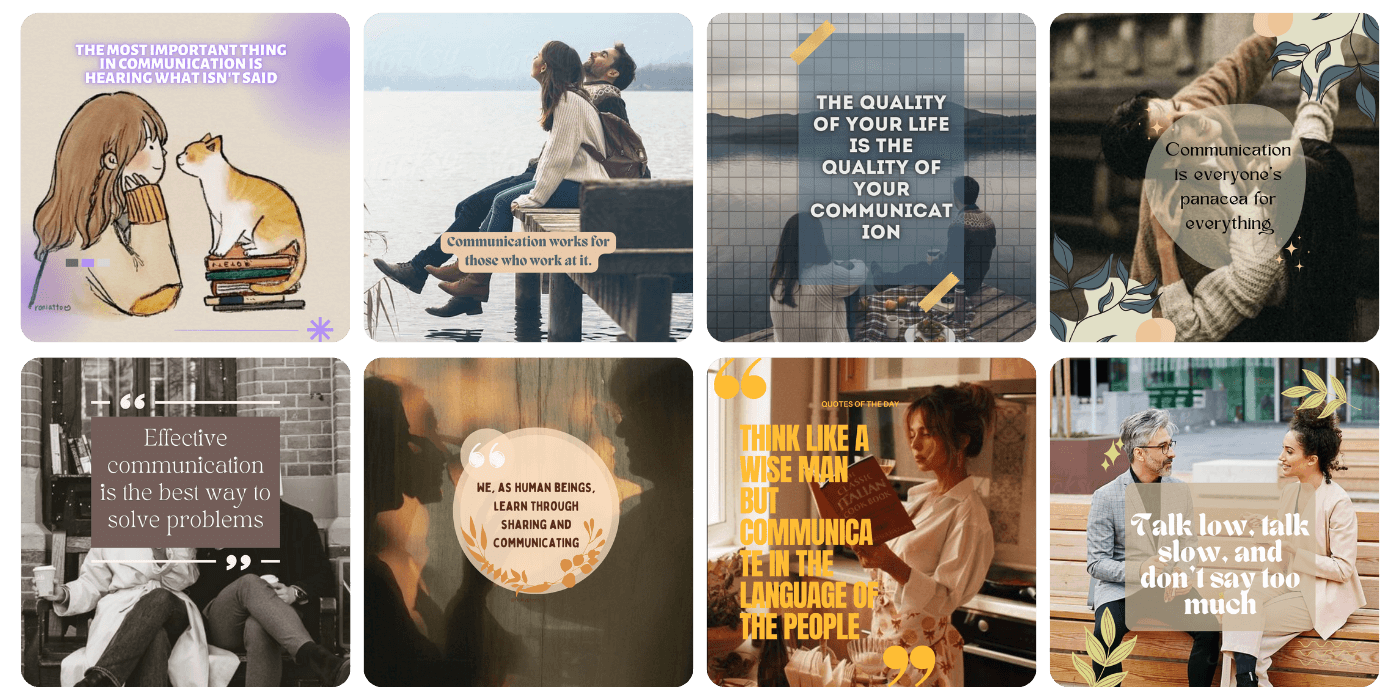 THE MOST IMPORTANT THING
IN COMMUNICATION IS
HEARING WHAT ISN'T SAID
Communication works for
those who work at it.
THE QUALITY
OF YOUR LIFE
IS THE
QUALITY OF
YOUR
COMMUNICAT
ION
Communication
is everyone's
panacea for
everything.
“
Effective
communication
is the best way to
solve problems
”
“
WE, AS HUMAN BEINGS,
LEARN THROUGH
SHARING AND
COMMUNICATING
“
QUOTES OF THE DAY
THINK LIKE A
WISE MAN
BUT
COMMUNICA
TE IN THE
LANGUAGE OF
THE PEOPLE
”
CLASSIC
ITALIAN
COOK BOOK
Talk low, talk
slow, and
don't say too
much